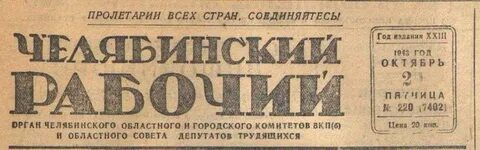 ПРОЛЕТАРИИ ВСЕХ СТРАН, СОЕДИНЯЙТЕСЬ!
ЧЕЛЯБИНСКИЙ
РАБОЧИЙ
ОРГАН ЧЕЛЯБИНСКОГО ОБЛАСТНОГО И ГОРОДСКОГО КОМИТЕТОВ ВКП(б)
И ОБЛАСТНОГО СОВЕТА ДЕПУТАТОВ ТРУДЯЩИХСЯ
Год издания XXIII
ГОД
ОКТЯБРЬ
ПЯТНИЦА
№ 220 (7402)
Цена 20 коп.